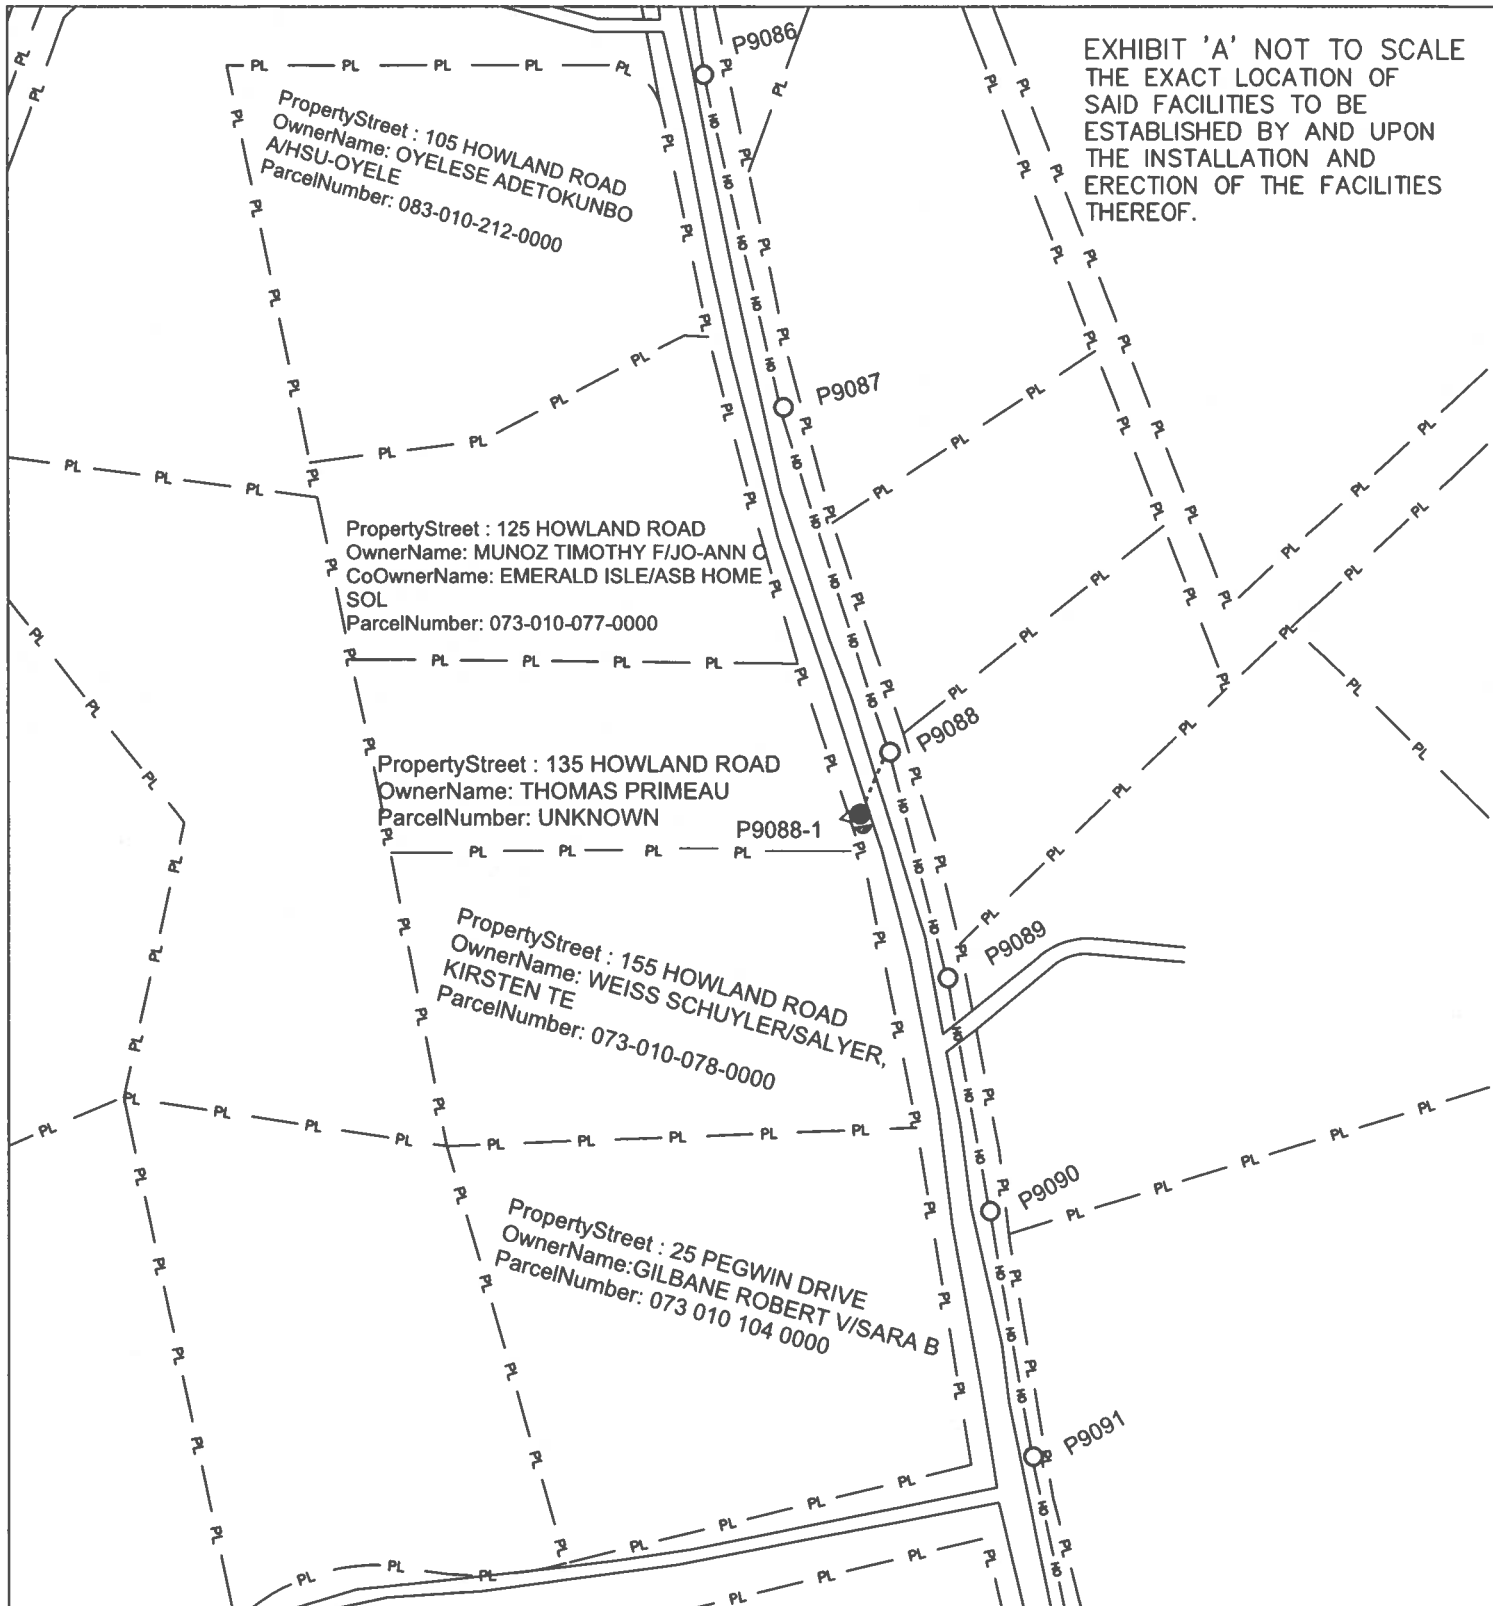 EXHIBIT 'A' NOT TO SCALE
THE EXACT LOCATION OF
SAID FACILITIES TO BE
ESTABLISHED BY AND UPON
THE INSTALLATION AND
ERECTION OF THE FACILITIES
THEREOF.
P9086
PropertyStreet : 105 HOWLAND ROAD
OwnerName: OYELESE ADETOKUNBO
A/HSU-OYELE
ParcelNumber: 083-010-212-0000
P9087
PropertyStreet : 125 HOWLAND ROAD
OwnerName: MUNOZ TIMOTHY F/JO-ANN C
CoOwnerName: EMERALD ISLE/ASB HOME
SOL
ParcelNumber: 073-010-077-0000
P9088
PropertyStreet : 135 HOWLAND ROAD
OwnerName: THOMAS PRIMEAU
ParcelNumber: UNKNOWN
P9088-1
PropertyStreet : 155 HOWLAND ROAD
OwnerName: WEISS SCHUYLER/SALYER,
KIRSTEN TE
ParcelNumber: 073-010-078-0000
P9089
P9090
PropertyStreet : 25 PEGWIN DRIVE
OwnerName:GILBANE ROBERT V/SARA B
ParcelNumber: 073 010 104 0000
P9091
PL
OH